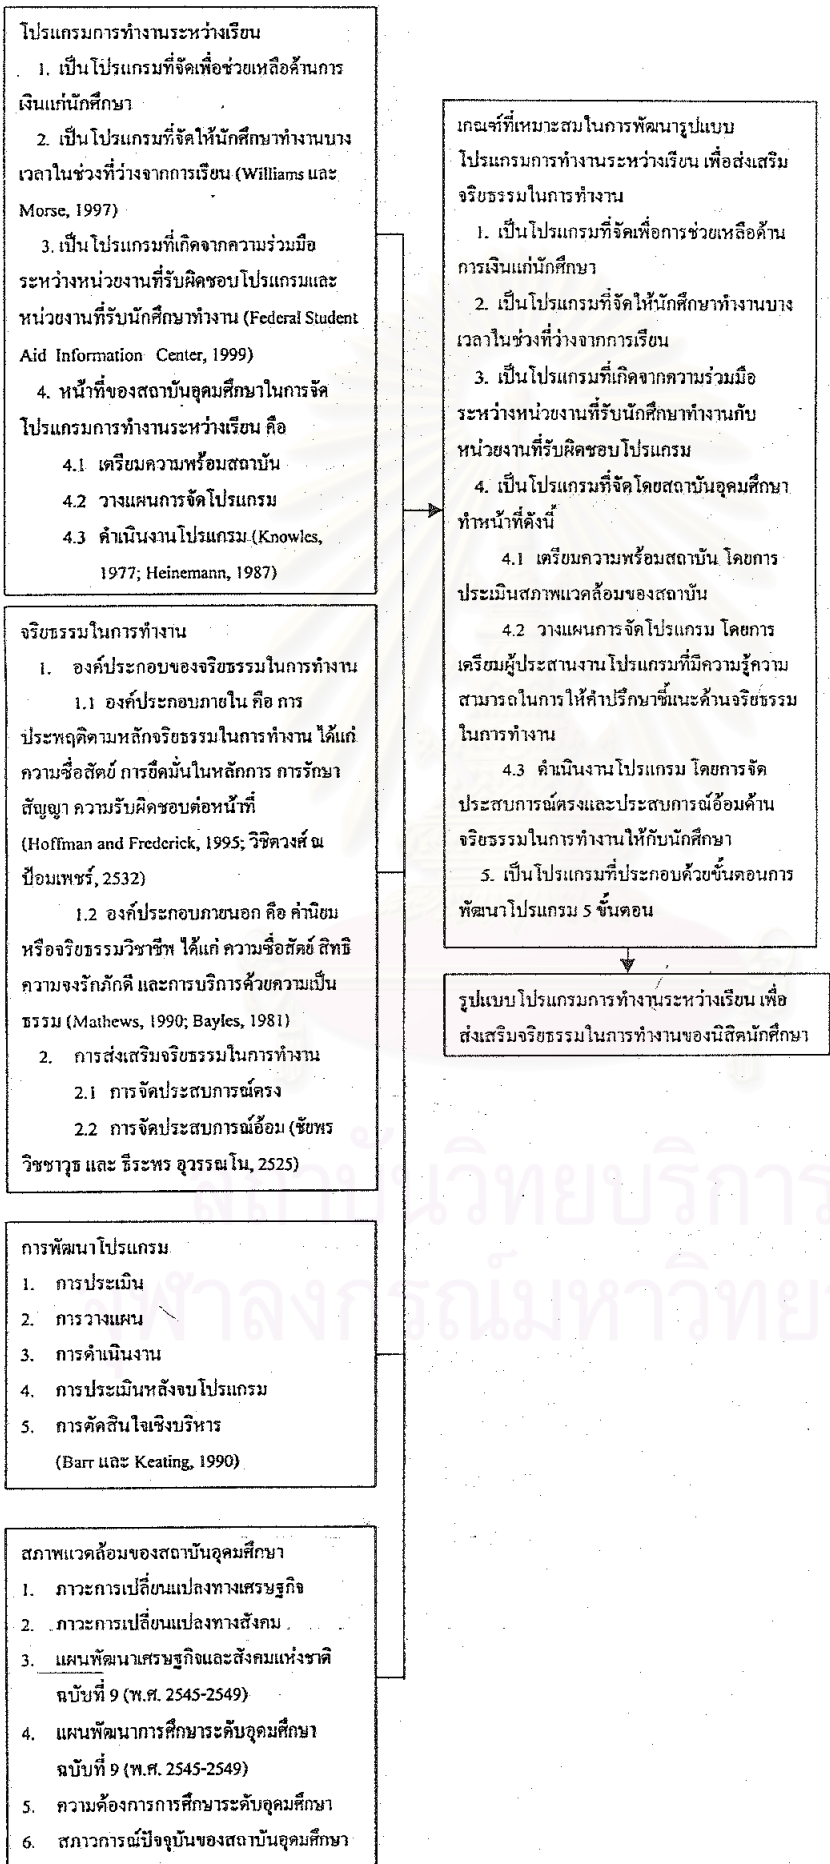 โปรแกรมการทำงานระหว่างเรียน
1. เป็นโปรแกรมที่จัดเพื่อช่วยเหลือด้านการ
เงินแก่นักศึกษา
2. เป็นโปรแกรมที่จัดให้นักศึกษาทำงานบาง
เวลาในช่วงที่ว่างจากการเรียน (Williams และ
Morse, 1997)
3. เป็นโปรแกรมที่เกิดจากความร่วมมือ
ระหว่างหน่วยงานที่รับผิดชอบโปรแกรมและ
หน่วยงานที่รับนักศึกษาทำงาน (Federal Student
Aid Information Center, 1999)
4. หน้าที่ของสถาบันอุดมศึกษาในการจัด
โปรแกรมการทำงานระหว่างเรียน คือ
4.1 เตรียมความพร้อมสถาบัน
4.2 วางแผนการจัดโปรแกรม
4.3 ดำเนินงานโปรแกรม (Knowles,
1977; Heinemann, 1987)
จริยธรรมในการทำงาน
1. องค์ประกอบของจริยธรรมในการทำงาน
1.1 องค์ประกอบภายใน คือ การ
ประพฤติตามหลักจริยธรรมในการทำงาน ได้แก่
ความซื่อสัตย์ การยึดมั่นในหลักการ การรักษา
สัญญา ความรับผิดชอบต่อหน้าที่
(Hoffman and Frederick, 1995; วิชิตวงศ์ ณ
ป้อมเพชร์, 2532)
1.2 องค์ประกอบภายนอก คือ ค่านิยม
หรือจริยธรรมวิชาชีพ ได้แก่ ความซื่อสัตย์ สิทธิ
ความจงรักภักดี และการบริการด้วยความเป็น
ธรรม (Mathews, 1990; Bayles, 1981)
2. การส่งเสริมจริยธรรมในการทำงาน
2.1 การจัดประสบการณ์ตรง
2.2 การจัดประสบการณ์อ้อม (ชัยพร
วิชชาวุธ และ ธีระพร อุวรรณโน, 2525)
การพัฒนาโปรแกรม
1. การประเมิน
2. การวางแผน
3. การดำเนินงาน
4. การประเมินหลังจบโปรแกรม
5. การตัดสินใจเชิงบริหาร
(Barr และ Keating, 1990)
สภาพแวดล้อมของสถาบันอุดมศึกษา
1. ภาวะการเปลี่ยนแปลงทางเศรษฐกิจ
2. ภาวะการเปลี่ยนแปลงทางสังคม
3. แผนพัฒนาเศรษฐกิจและสังคมแห่งชาติ
ฉบับที่ 9 (พ.ศ. 2545-2549)
4. แผนพัฒนาการศึกษาระดับอุดมศึกษา
ฉบับที่ 9 (พ.ศ. 2545-2549)
5. ความต้องการการศึกษาระดับอุดมศึกษา
6. สภาวการณ์ปัจจุบันของสถาบันอุดมศึกษา
เกณฑ์ที่เหมาะสมในการพัฒนารูปแบบ
โปรแกรมการทำงานระหว่างเรียน เพื่อส่งเสริม
จริยธรรมในการทำงาน
1. เป็นโปรแกรมที่จัดเพื่อการช่วยเหลือด้าน
การเงินแก่นักศึกษา
2. เป็นโปรแกรมที่จัดให้นักศึกษาทำงานบาง
เวลาในช่วงที่ว่างจากการเรียน
3. เป็นโปรแกรมที่เกิดจากความร่วมมือ
ระหว่างหน่วยงานที่รับนักศึกษาทำงานกับ
หน่วยงานที่รับผิดชอบโปรแกรม
4. เป็นโปรแกรมที่จัดโดยสถาบันอุดมศึกษา
ทำหน้าที่ดังนี้
4.1 เตรียมความพร้อมสถาบัน โดยการ
ประเมินสภาพแวดล้อมของสถาบัน
4.2 วางแผนการจัดโปรแกรม โดยการ
เตรียมผู้ประสานงานโปรแกรมที่มีความรู้ความ
สามารถในการให้คำปรึกษาชี้แนะด้านจริยธรรม
ในการทำงาน
4.3 ดำเนินงานโปรแกรม โดยการจัด
ประสบการณ์ตรงและประสบการณ์อ้อมด้าน
จริยธรรมในการทำงานให้กับนักศึกษา
5. เป็นโปรแกรมที่ประกอบด้วยขั้นตอนการ
พัฒนาโปรแกรม 5 ขั้นตอน
รูปแบบโปรแกรมการทำงานระหว่างเรียน เพื่อ
ส่งเสริมจริยธรรมในการทำงานของนิสิตนักศึกษา
สถาบันวิทยบริการ
จุฬาลงกรณ์มหาวิทย